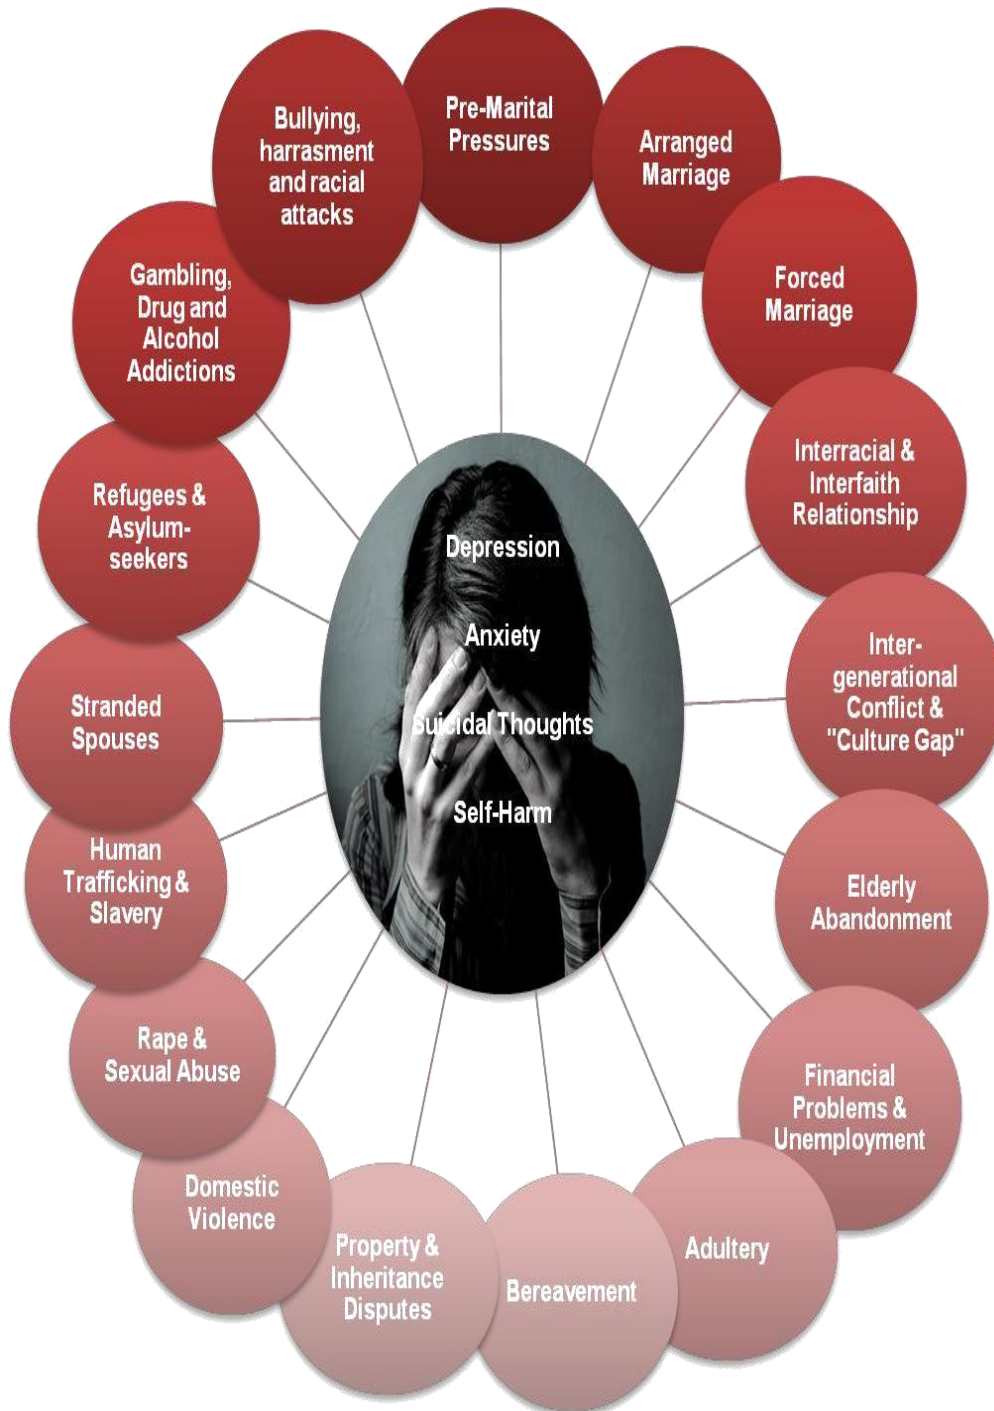 Pre-Marital
Pressures
Arranged
Marriage
Forced
Marriage
Interracial &
Interfaith
Relationship
Inter-
generational
Conflict &
"Culture Gap"
Elderly
Abandonment
Financial
Problems &
Unemployment
Adultery
Bereavement
Property &
Inheritance
Disputes
Domestic
Violence
Rape &
Sexual Abuse
Human
Trafficking &
Slavery
Stranded
Spouses
Refugees &
Asylum-
seekers
Gambling,
Drug and
Alcohol
Addictions
Bullying,
harrasment
and racial
attacks
Depression
Anxiety
Suicidal Thoughts
Self-Harm